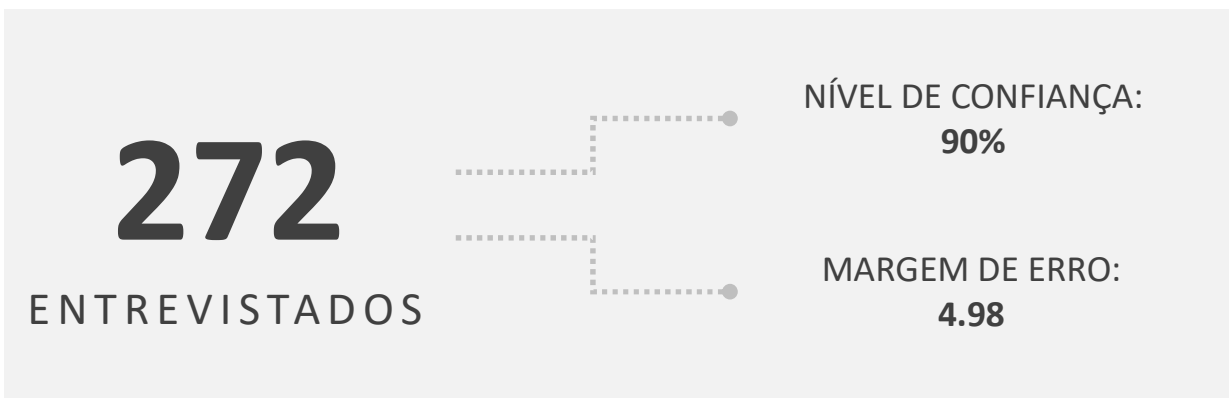 272
ENTREVISTADOS
NÍVEL DE CONFIANÇA:
90%
MARGEM DE ERRO:
4.98